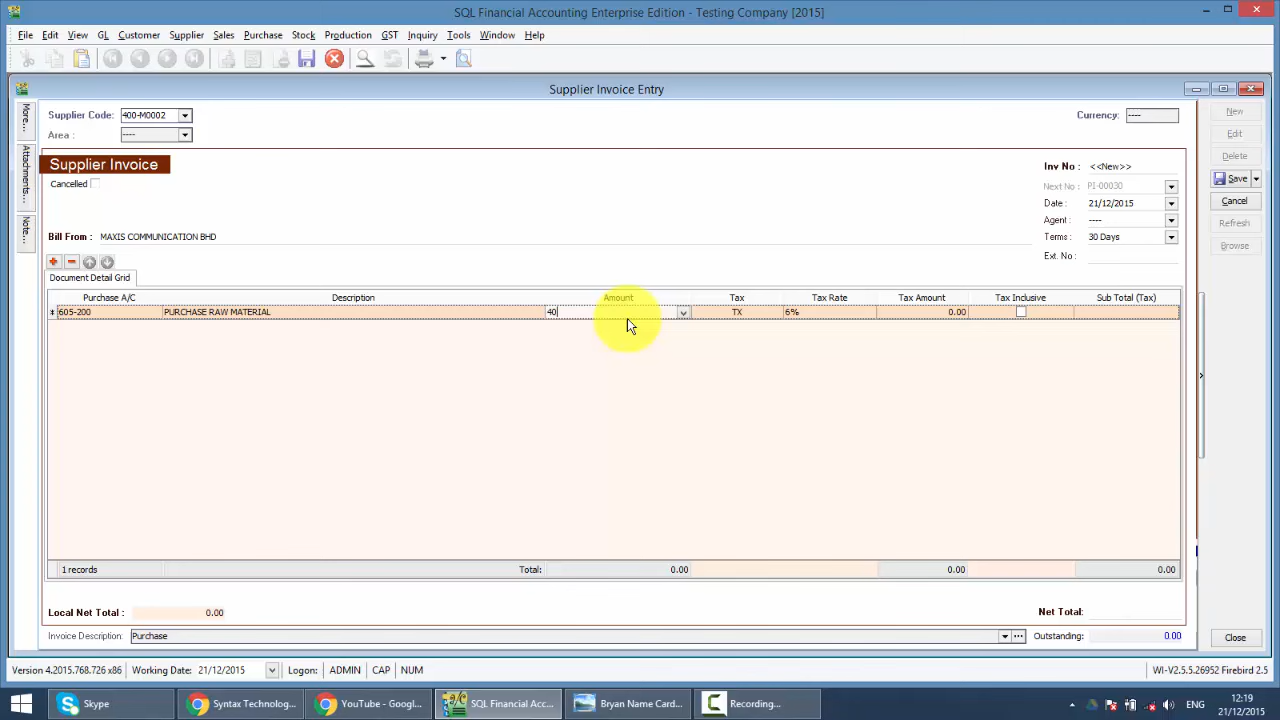 SQL Financial Accounting Enterprise Edition - Testing Company [2015]
File Edit View GL Customer Supplier Sales Purchase Stock Production GST Inquiry Tools Window Help
Supplier Invoice Entry
More...
Attachments...
Note...
Supplier Code: 400-M0002
Currency: ----
Area : ----
Supplier Invoice
Cancelled
Inv No : <<New>>
Next No : PI-00030
Date : 21/12/2015
Agent : ----
Terms : 30 Days
Ext. No :
Bill From : MAXIS COMMUNICATION BHD
Document Detail Grid
Purchase A/C Description Amount Tax Tax Rate Tax Amount Tax Inclusive Sub Total (Tax)
605-200 PURCHASE RAW MATERIAL 40 TX 6% 0.00
1 records Total: 0.00 0.00 0.00
Local Net Total : 0.00
Net Total:
Invoice Description: Purchase
Outstanding: 0.00
New
Edit
Delete
Save
Cancel
Refresh
Browse
Close
Version 4.2015.768.726 x86 Working Date: 21/12/2015 Logon: ADMIN CAP NUM
WI-V2.5.5.26952 Firebird 2.5
Skype
Syntax Technolog...
YouTube - Googl...
SQL Financial Acc...
Bryan Name Card...
Recording...
ENG
12:19
21/12/2015